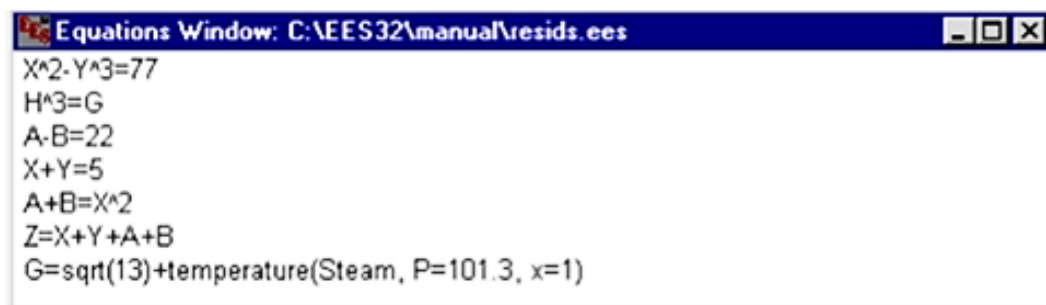 Equations Window: C:\EES32\manual\resids.ees
X^2-Y^3=77
H^3=G
A-B=22
X+Y=5
A+B=X^2
Z=X+Y+A+B
G=sqrt(13)+temperature(Steam, P=101.3, x=1)